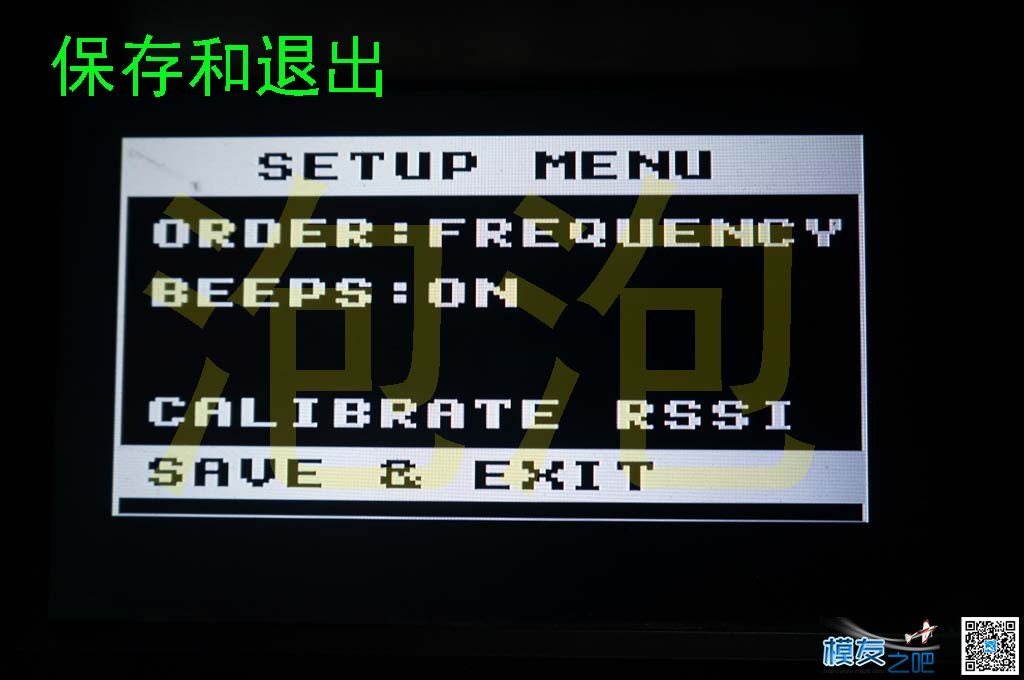 保存和退出
SETUP MENU
ORDER:FREQUENCY
BEEPS:ON
泡泡
CALIBRATE RSSI
SAVE & EXIT
模友之吧